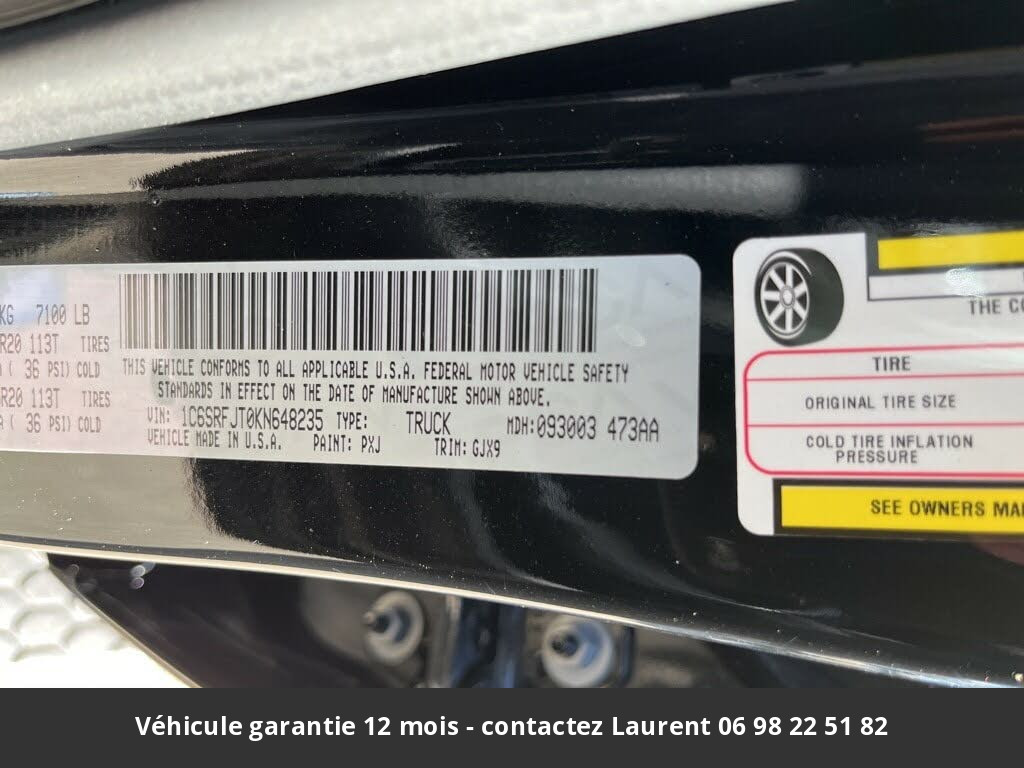 KG 7100 LB
R20 113T TIRES
( 36 PSI) COLD
R20 113T TIRES
( 36 PSI) COLD
THIS VEHICLE CONFORMS TO ALL APPLICABLE U.S.A. FEDERAL MOTOR VEHICLE SAFETY
STANDARDS IN EFFECT ON THE DATE OF MANUFACTURE SHOWN ABOVE.
VIN: 1C6SRFJT0KN648235 TYPE: TRUCK MDH:093003 473AA
VEHICLE MADE IN U.S.A. PAINT: PXJ TRIM: GJX9
THE CO
TIRE
ORIGINAL TIRE SIZE
COLD TIRE INFLATION
PRESSURE
SEE OWNERS MA
Véhicule garantie 12 mois - contactez Laurent 06 98 22 51 82